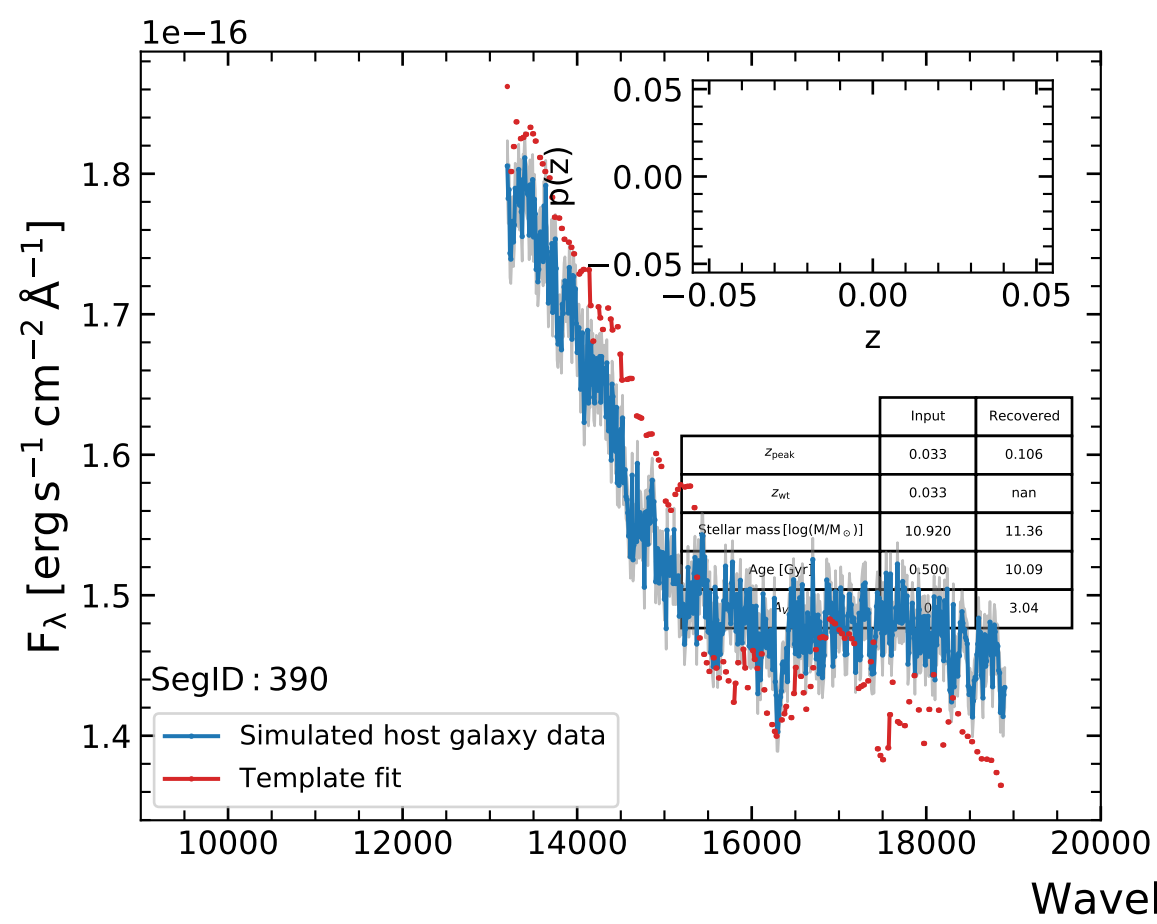 1e−16
1.8
1.7
1.6
1.5
1.4
F_λ [erg s⁻¹ cm⁻² Å⁻¹]
0.05
0.00
−0.05
p(z)
−0.05 0.00 0.05
z
Input Recovered
z_peak 0.033 0.106
z_wt 0.033 nan
Stellar mass [log(M/M_⊙)] 10.920 11.36
Age [Gyr] 0.500 10.09
A_V 0 3.04
SegID : 390
Simulated host galaxy data
Template fit
10000 12000 14000 16000 18000 20000
Wavel